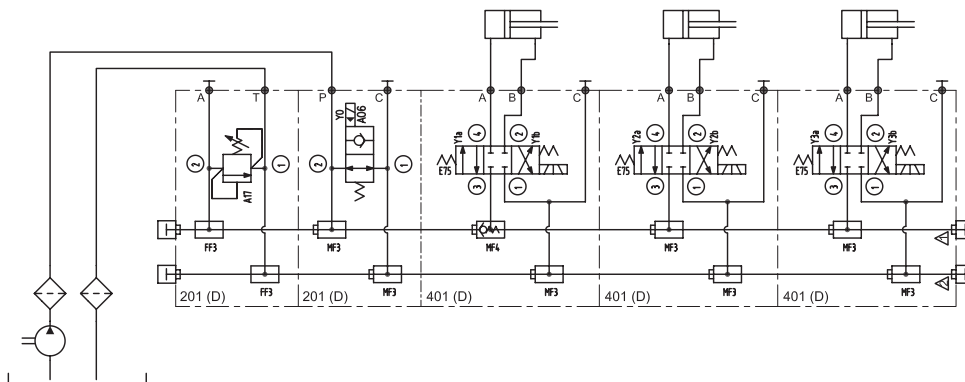 A T P C A B C A B C A B C
Y0
A06
Y1a 4 2 Y1b
Y2a 4 2 Y2b
Y3a 4 2 Y3b
2 1 2 1
E75 E75 E75
A17
3 1 3 1 3 1
FF3 MF3 MF4 MF3 MF3
FF3 MF3 MF3 MF3 MF3
201 (D) 201 (D) 401 (D) 401 (D) 401 (D)